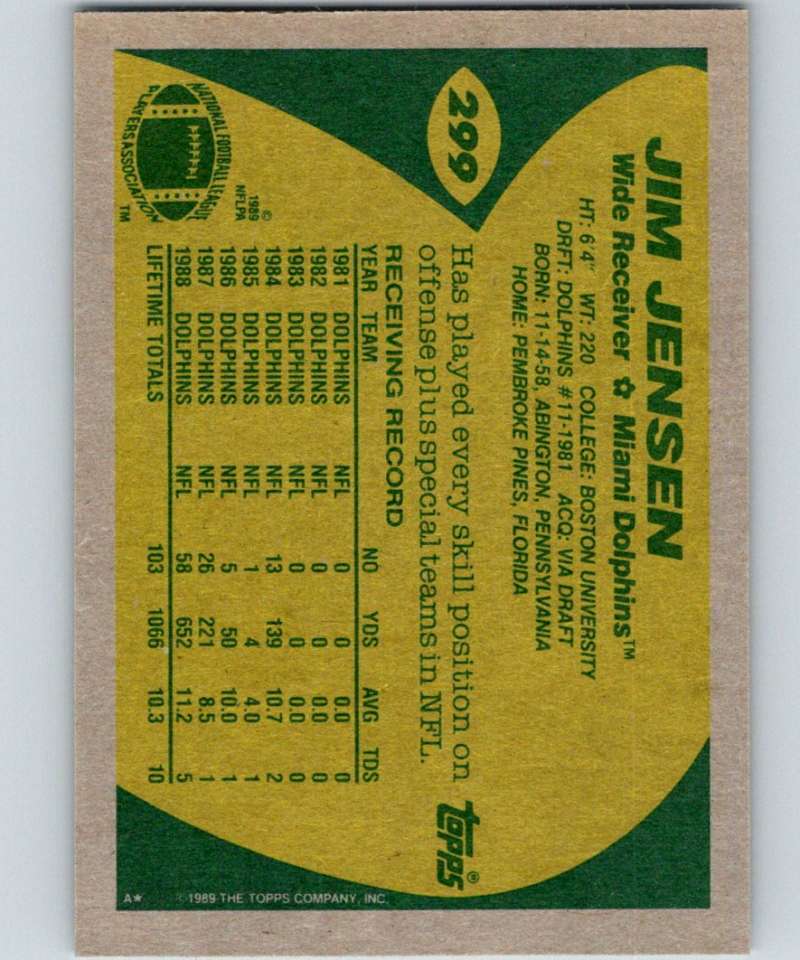 299
JIM JENSEN
Wide Receiver ✿ Miami Dolphins™
HT: 6'4" WT: 220 COLLEGE: BOSTON UNIVERSITY
DRFT: DOLPHINS #11-1981 ACQ: VIA DRAFT
BORN: 11-14-58, ABINGTON, PENNSYLVANIA
HOME: PEMBROKE PINES, FLORIDA
Has played every skill position on
offense plus special teams in NFL.
RECEIVING RECORD
YEAR TEAM NO YDS AVG TDS
1981 DOLPHINS NFL 0 0 0.0 0
1982 DOLPHINS NFL 0 0 0.0 0
1983 DOLPHINS NFL 0 0 0.0 0
1984 DOLPHINS NFL 13 139 10.7 2
1985 DOLPHINS NFL 1 4 4.0 1
1986 DOLPHINS NFL 5 50 10.0 1
1987 DOLPHINS NFL 26 221 8.5 1
1988 DOLPHINS NFL 58 652 11.2 5
LIFETIME TOTALS 103 1066 10.3 10
NATIONAL FOOTBALL LEAGUE
PLAYERS ASSOCIATION
TM
©
1989
NFLPA
topps®
A★ ©1989 THE TOPPS COMPANY, INC.